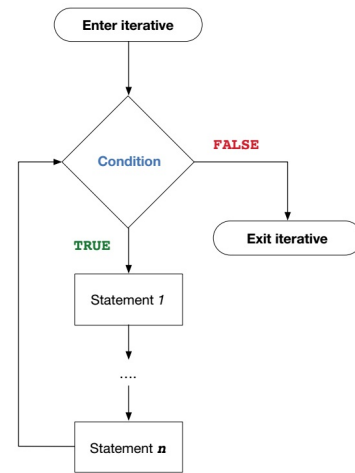 Enter iterative
Condition
FALSE
Exit iterative
TRUE
Statement 1
....
Statement n